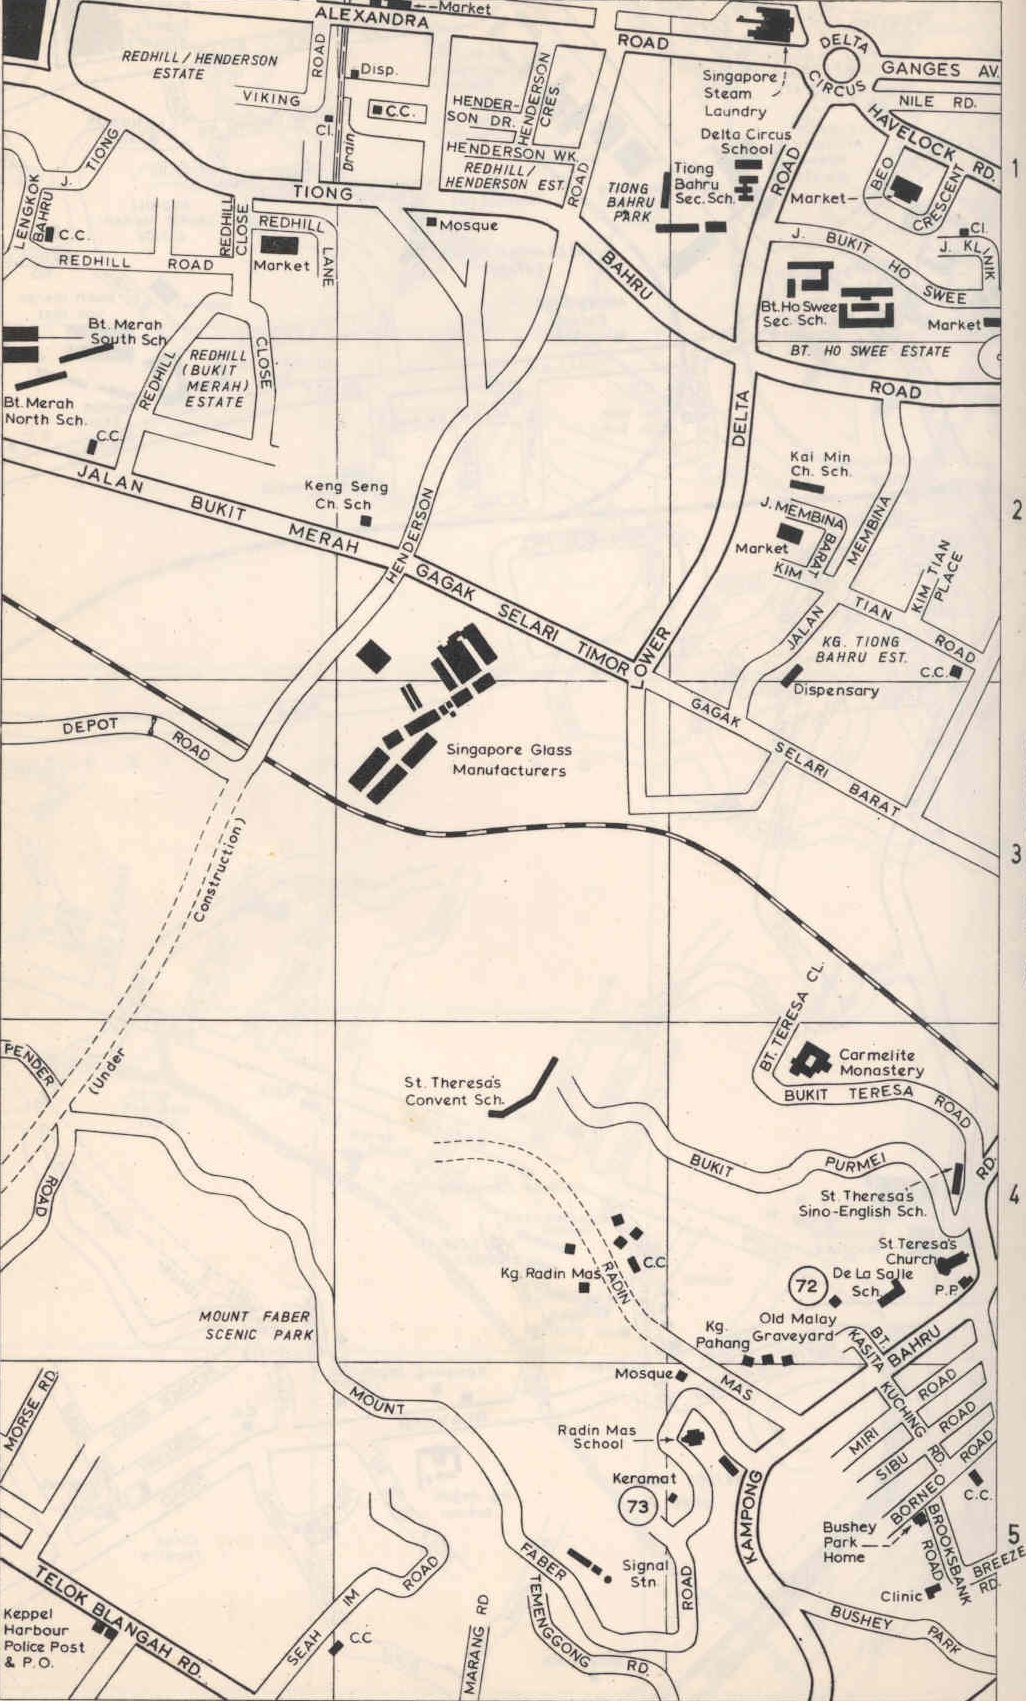 Market
ALEXANDRA
ROAD
DELTA
CIRCUS
GANGES AV.
NILE RD.
HAVELOCK RD.
REDHILL / HENDERSON
ESTATE
ROAD
VIKING
Disp.
C.C.
Cl.
Drain
HENDER-
SON DR.
HENDERSON
CRES.
HENDERSON WK.
REDHILL/
HENDERSON EST.
ROAD
Singapore
Steam
Laundry
Delta Circus
School
Tiong
Bahru
Sec. Sch.
TIONG
BAHRU
PARK
ROAD
Market
BEO
CRESCENT
1
J. TIONG
LENGKOK
BAHRU
C.C.
TIONG
REDHILL
CLOSE
REDHILL
LANE
Market
Mosque
REDHILL ROAD
BAHRU
J. BUKIT HO SWEE
Cl.
J. KLINIK
Bt. Ho Swee
Sec. Sch.
Market
BT. HO SWEE ESTATE
ROAD
Bt. Merah
South Sch.
REDHILL
CLOSE
REDHILL
(BUKIT
MERAH)
ESTATE
Bt. Merah
North Sch.
C.C.
DELTA
JALAN BUKIT MERAH
Keng Seng
Ch. Sch
HENDERSON
Kai Min
Ch. Sch.
J. MEMBINA
BARAT
MEMBINA
Market
2
GAGAK SELARI TIMOR
LOWER
KIM TIAN ROAD
KIM TIAN
PLACE
JALAN
KG. TIONG
BAHRU EST.
C.C.
Dispensary
DEPOT ROAD
Singapore Glass
Manufacturers
GAGAK SELARI BARAT
3
(Under Construction)
PENDER
ROAD
BT. TERESA CL.
Carmelite
Monastery
BUKIT TERESA ROAD
St. Theresa's
Convent Sch.
BUKIT PURMEI
RD.
4
St. Theresa's
Sino-English Sch.
St Teresa's
Church
C.C
Kg. Radin Mas
RADIN
72
De La Salle
Sch.
P.P.
MOUNT FABER
SCENIC PARK
Old Malay
Graveyard
Kg.
Pahang
BT.
KASITA
BAHRU
Mosque
MAS
MORSE RD
MOUNT
KUCHING RD.
ROAD
MIRI
ROAD
SIBU
ROAD
BORNEO
Radin Mas
School
Keramat
73
KAMPONG
C.C.
Bushey
Park
Home
BROOKSBANK
ROAD
BREEZE
RD.
5
FABER
Signal
Stn.
ROAD
Clinic
TELOK BLANGAH RD.
Keppel
Harbour
Police Post
& P.O.
SEAH IM ROAD
C.C
MARANG RD
TEMENGGONG RD.
BUSHEY PARK